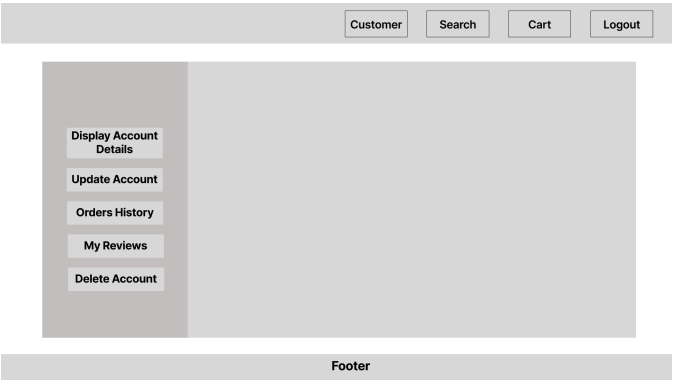 Customer
Search
Cart
Logout
Display Account
Details
Update Account
Orders History
My Reviews
Delete Account
Footer